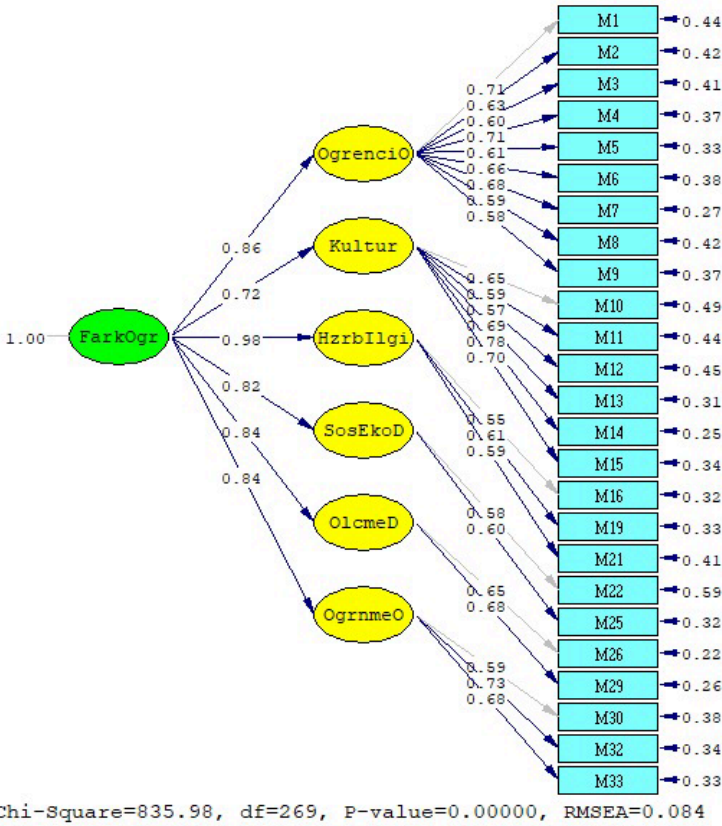 M1 0.44
M2 0.42
M3 0.41
M4 0.37
M5 0.33
M6 0.38
M7 0.27
M8 0.42
M9 0.37
M10 0.49
M11 0.44
M12 0.45
M13 0.31
M14 0.25
M15 0.34
M16 0.32
M19 0.33
M21 0.41
M22 0.59
M25 0.32
M26 0.22
M29 0.26
M30 0.38
M32 0.34
M33 0.33
0.71
0.63
0.60
0.71
0.61
0.66
0.68
0.59
0.58
0.65
0.59
0.57
0.69
0.78
0.70
0.55
0.61
0.59
0.58
0.60
0.65
0.68
0.59
0.73
0.68
OgrenciO
Kultur
HzrbIlgi
SosEkoD
OlcmeD
OgrnmeO
0.86
0.72
0.98
0.82
0.84
0.84
1.00
FarkOgr
Chi-Square=835.98, df=269, P-value=0.00000, RMSEA=0.084